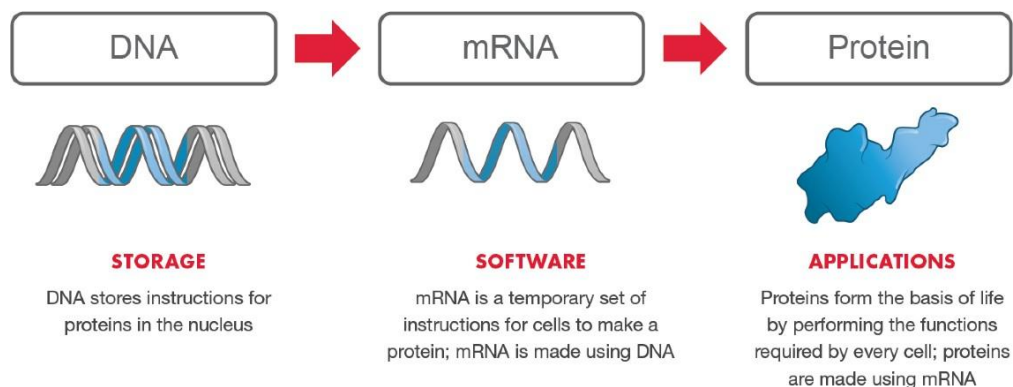 DNA
mRNA
Protein
STORAGE
DNA stores instructions for
proteins in the nucleus
SOFTWARE
mRNA is a temporary set of
instructions for cells to make a
protein; mRNA is made using DNA
APPLICATIONS
Proteins form the basis of life
by performing the functions
required by every cell; proteins
are made using mRNA